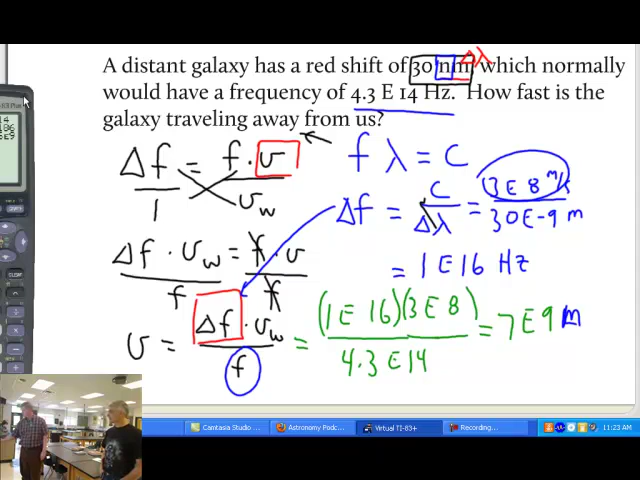 A distant galaxy has a red shift of 30 nm which normally
Δλ
would have a frequency of 4.3 E 14 Hz. How fast is the
galaxy traveling away from us?
Δf / 1 = f · v / v_w
f λ = c
Δf = c / Δλ = 3 E 8 m/s / 30 E -9 m
Δf · v_w / f = f · v / f
= 1 E 16 Hz
v = Δf · v_w / f = (1 E 16)(3 E 8) / 4.3 E 14 = 7 E 9 m
Camtasia Studio ...
Astronomy Podc...
Virtual TI-83+
Recording...
11:23 AM